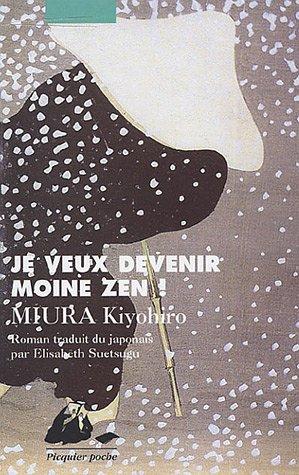 JE VEUX DEVENIR
MOINE ZEN !
MIURA Kiyohiro
Roman traduit du japonais
par Elisabeth Suetsugu
Picquier poche